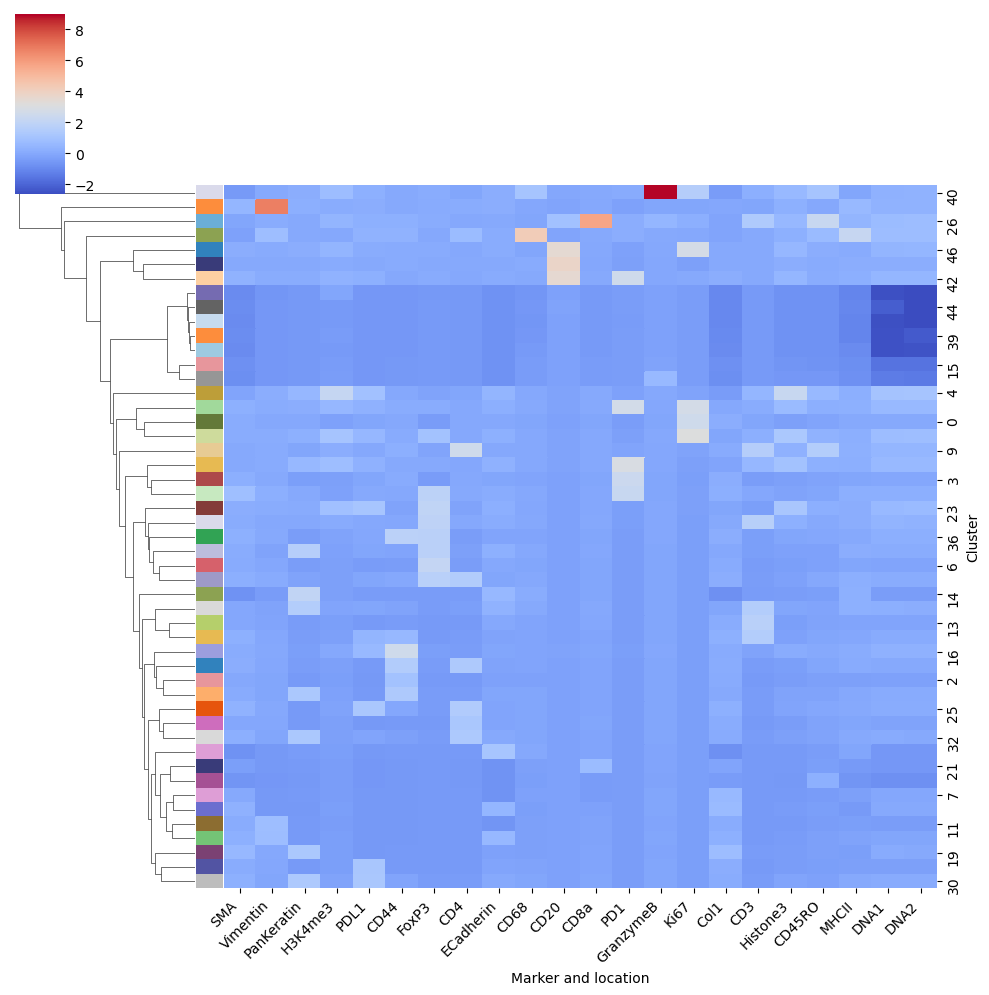 8
6
4
2
0
−2
40
26
46
42
44
39
15
4
0
9
3
23
36
6
14
13
16
2
25
32
21
7
11
19
30
Cluster
SMA
Vimentin
PanKeratin
H3K4me3
PDL1
CD44
FoxP3
CD4
ECadherin
CD68
CD20
CD8a
PD1
GranzymeB
Ki67
Col1
CD3
Histone3
CD45RO
MHCII
DNA1
DNA2
Marker and location